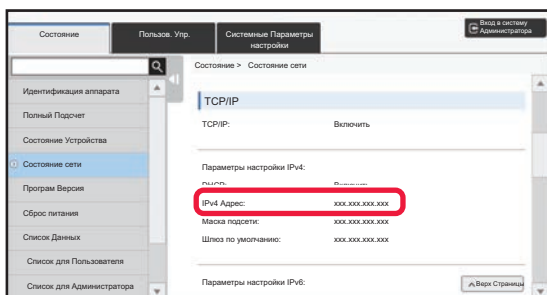 Состояние
Пользов. Упр.
Системные Параметры
настройки
Вход в систему
Администратора
Состояние > Состояние сети
Идентификация аппарата
Полный Подсчет
Состояние Устройства
Состояние сети
Програм Версия
Сброс питания
Список Данных
Список для Пользователя
Список для Администратора
TCP/IP
TCP/IP: Включить
Параметры настройки IPv4:
DHCP: Включить
IPv4 Адрес: xxx.xxx.xxx.xxx
Маска подсети: xxx.xxx.xxx.xxx
Шлюз по умолчанию: xxx.xxx.xxx.xxx
Параметры настройки IPv6:
Верх Страницы